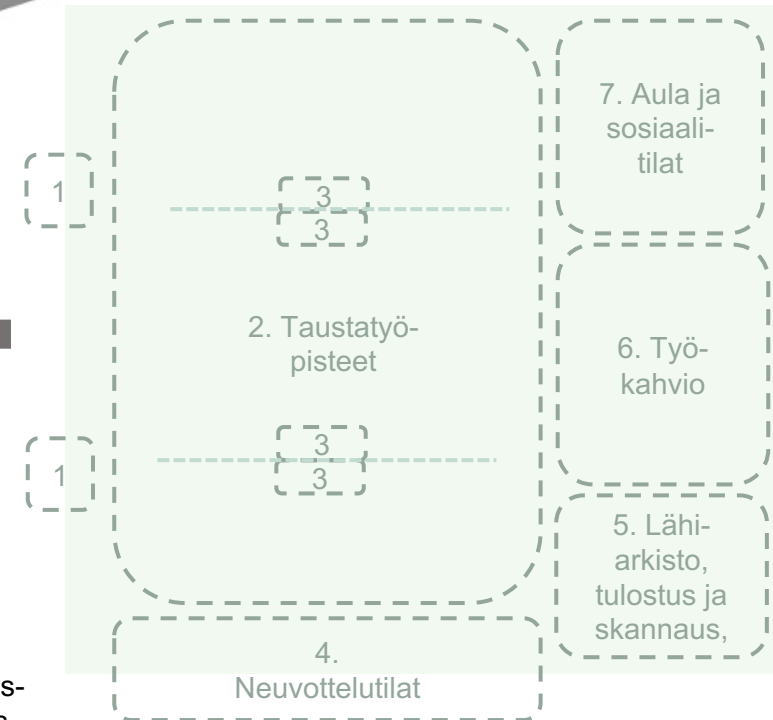 7. Aula ja
sosiaali-
tilat
1
3
3
2. Taustatyö-
pisteet
6. Työ-
kahvio
3
3
1
5. Lähi-
arkisto,
tulostus ja
skannaus,
4.
Neuvottelutilat
s-